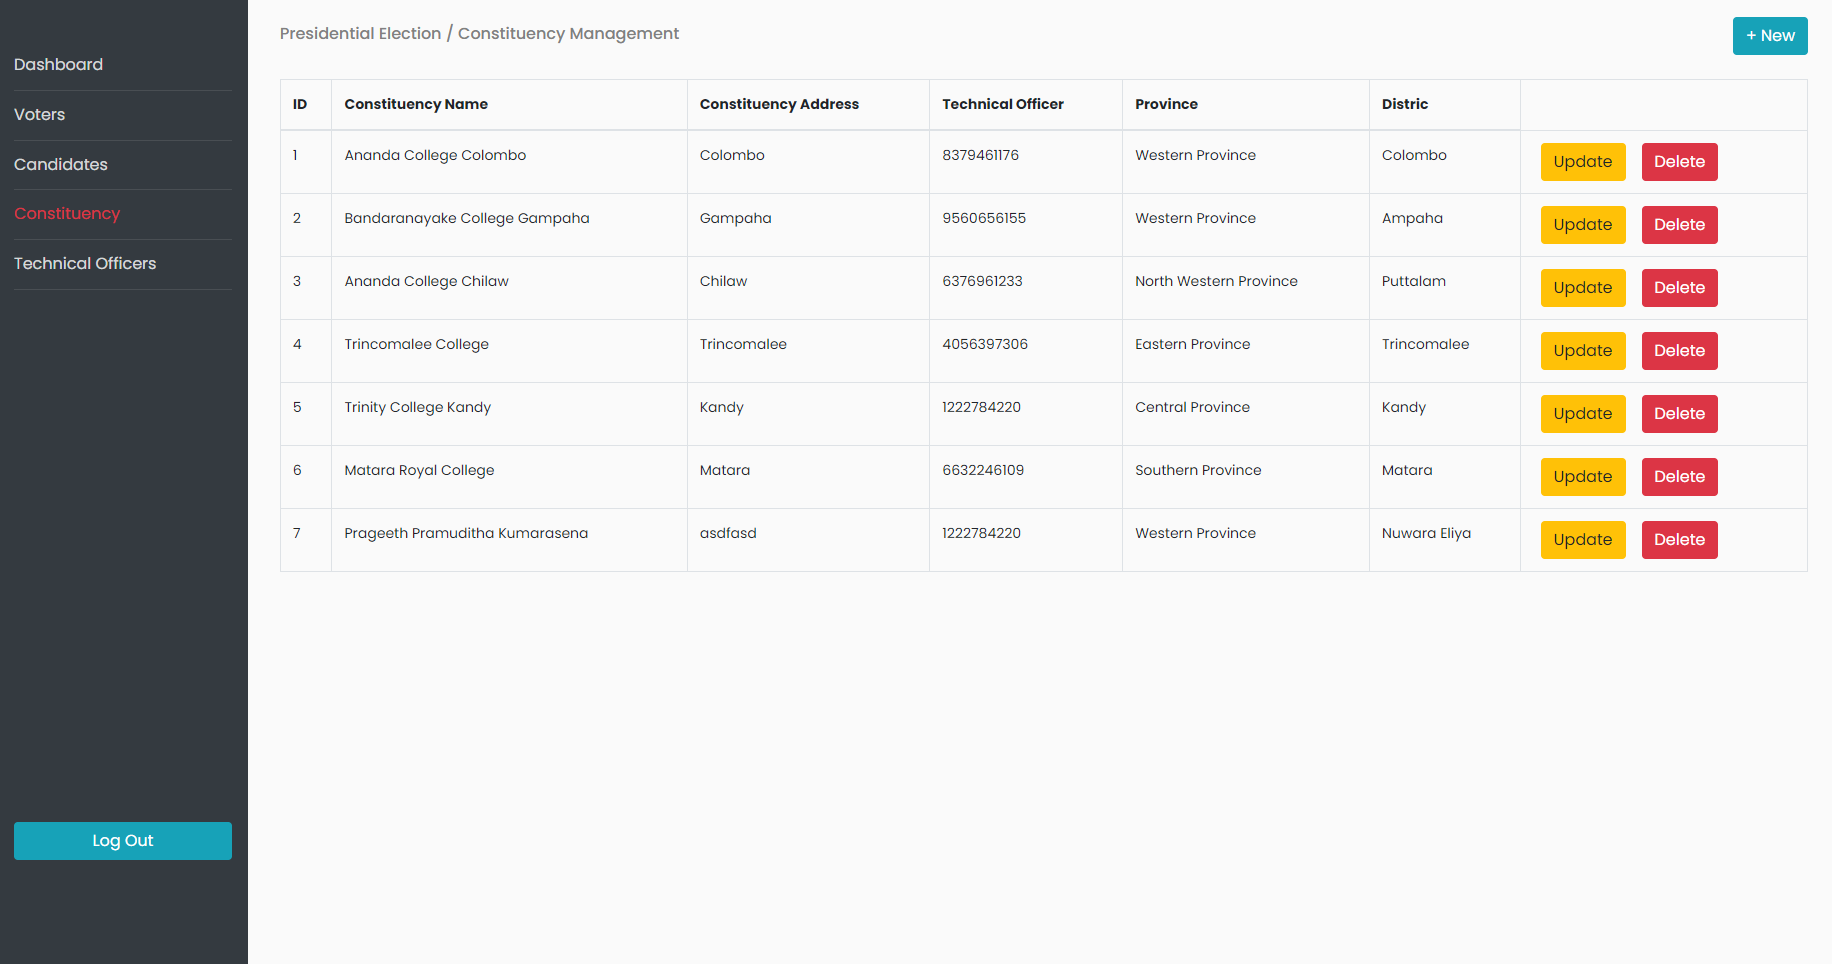 Dashboard
Voters
Candidates
Constituency
Technical Officers
Log Out
Presidential Election / Constituency Management
+ New
ID Constituency Name Constituency Address Technical Officer Province Distric
1 Ananda College Colombo Colombo 8379461176 Western Province Colombo Update Delete
2 Bandaranayake College Gampaha Gampaha 9560656155 Western Province Ampaha Update Delete
3 Ananda College Chilaw Chilaw 6376961233 North Western Province Puttalam Update Delete
4 Trincomalee College Trincomalee 4056397306 Eastern Province Trincomalee Update Delete
5 Trinity College Kandy Kandy 1222784220 Central Province Kandy Update Delete
6 Matara Royal College Matara 6632246109 Southern Province Matara Update Delete
7 Prageeth Pramuditha Kumarasena asdfasd 1222784220 Western Province Nuwara Eliya Update Delete